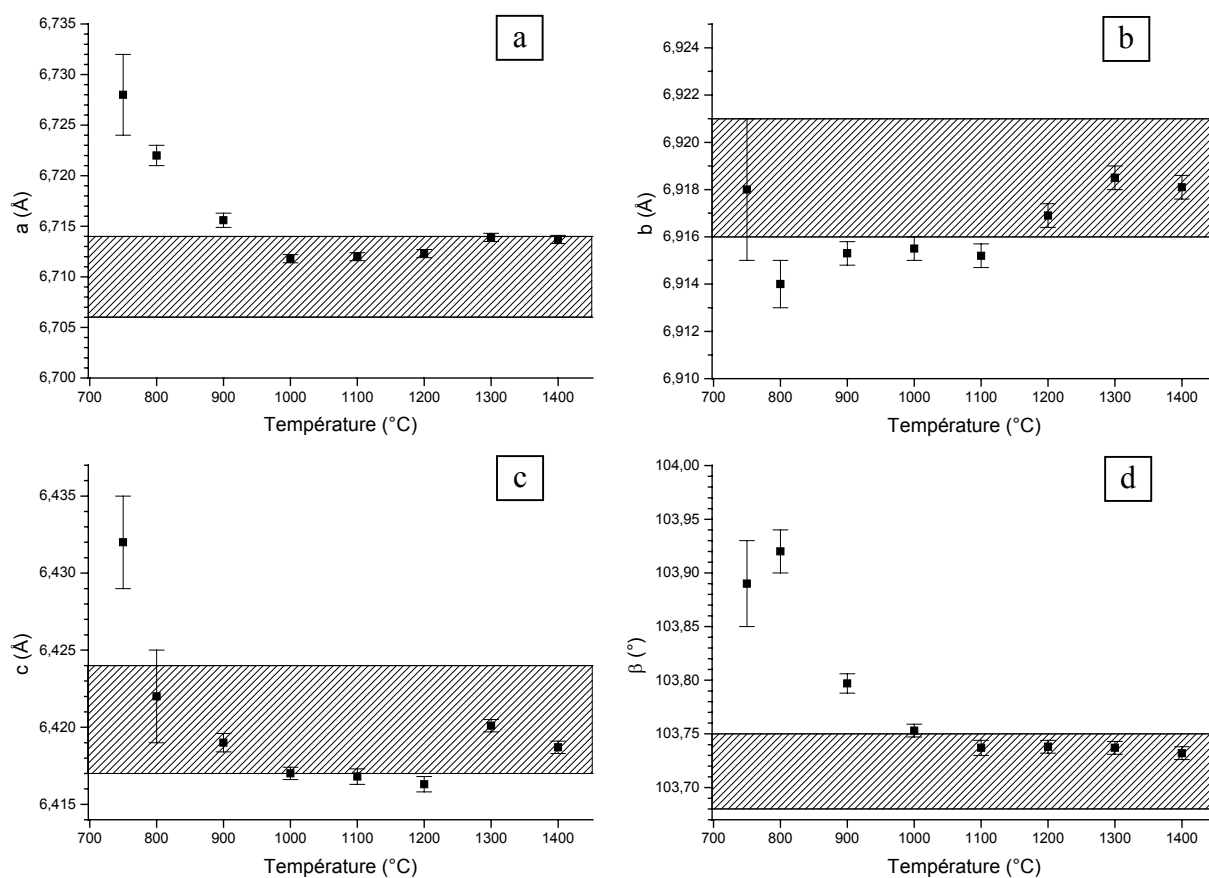 a
6,735
6,730
6,725
6,720
6,715
6,710
6,705
6,700
a (Å)
700 800 900 1000 1100 1200 1300 1400
Température (°C)
b
6,924
6,922
6,920
6,918
6,916
6,914
6,912
6,910
b (Å)
700 800 900 1000 1100 1200 1300 1400
Température (°C)
c
6,435
6,430
6,425
6,420
6,415
c (Å)
700 800 900 1000 1100 1200 1300 1400
Température (°C)
d
104,00
103,95
103,90
103,85
103,80
103,75
103,70
β (°)
700 800 900 1000 1100 1200 1300 1400
Température (°C)